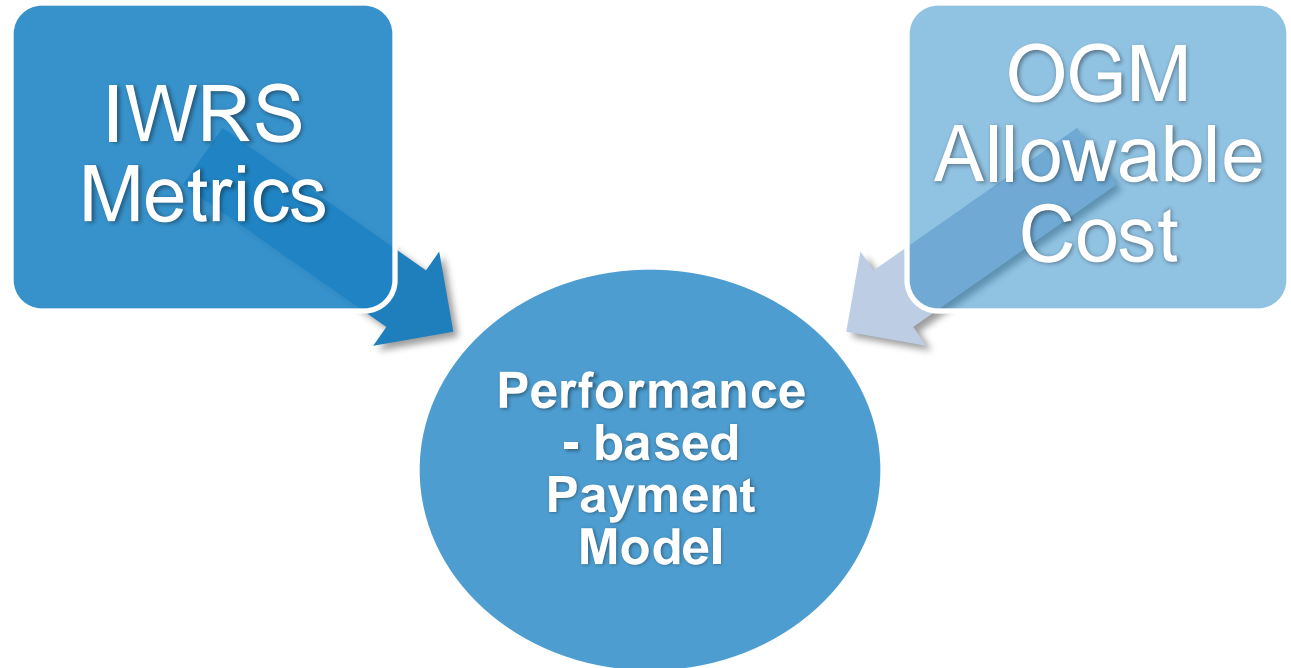 IWRS
Metrics
OGM
Allowable
Cost
Performance
- based
Payment
Model